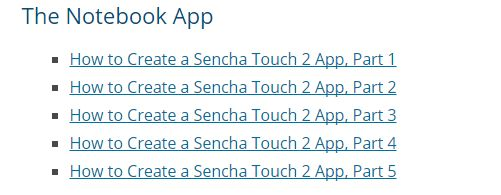 The Notebook App
How to Create a Sencha Touch 2 App, Part 1
How to Create a Sencha Touch 2 App, Part 2
How to Create a Sencha Touch 2 App, Part 3
How to Create a Sencha Touch 2 App, Part 4
How to Create a Sencha Touch 2 App, Part 5